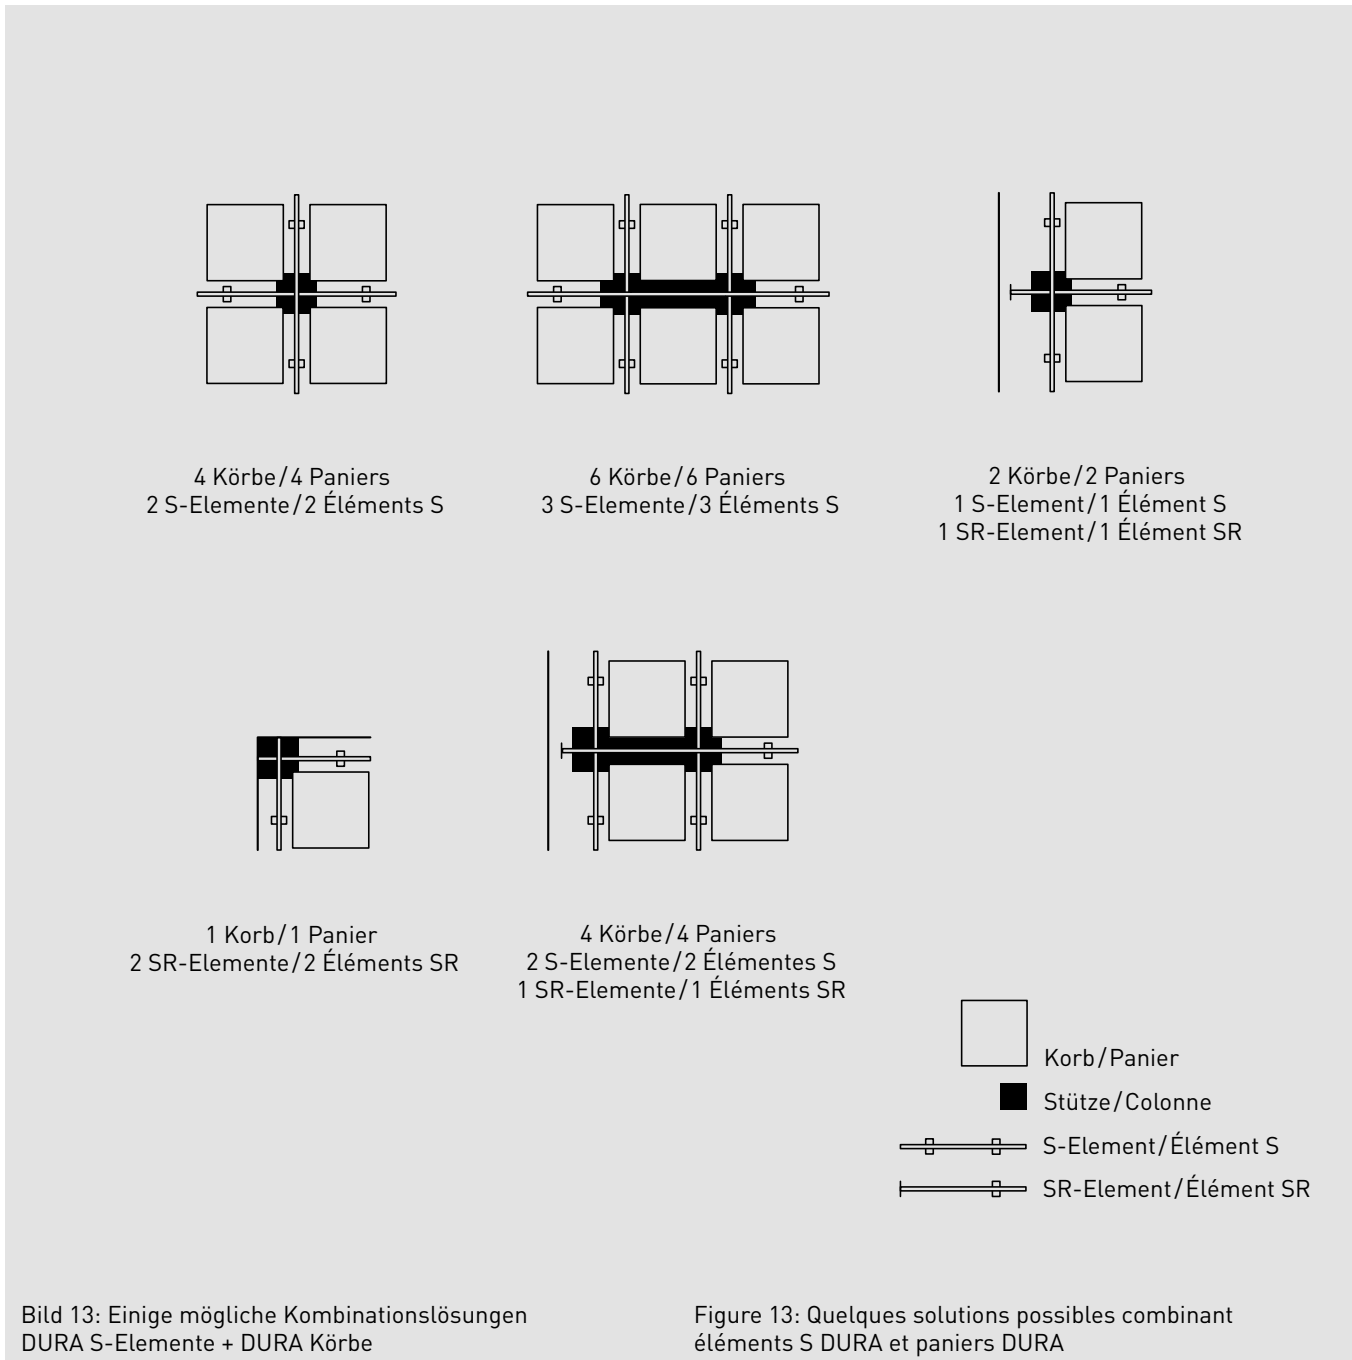 4 Körbe/4 Paniers
2 S-Elemente/2 Éléments S
6 Körbe/6 Paniers
3 S-Elemente/3 Éléments S
2 Körbe/2 Paniers
1 S-Element/1 Élément S
1 SR-Element/1 Élément SR
1 Korb/1 Panier
2 SR-Elemente/2 Éléments SR
4 Körbe/4 Paniers
2 S-Elemente/2 Élémentes S
1 SR-Elemente/1 Éléments SR
Korb/Panier
Stütze/Colonne
S-Element/Élément S
SR-Element/Élément SR
Bild 13: Einige mögliche Kombinationslösungen
DURA S-Elemente + DURA Körbe
Figure 13: Quelques solutions possibles combinant
éléments S DURA et paniers DURA